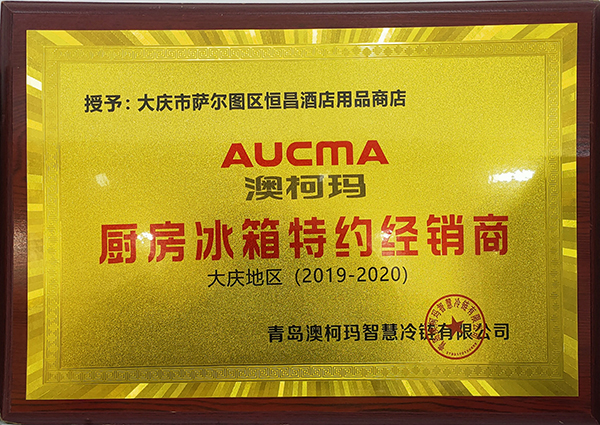 授予：大庆市萨尔图区恒昌酒店用品商店
AUCMA
澳柯玛
厨房冰箱特约经销商
大庆地区（2019-2020）
青岛澳柯玛智慧冷链有限公司